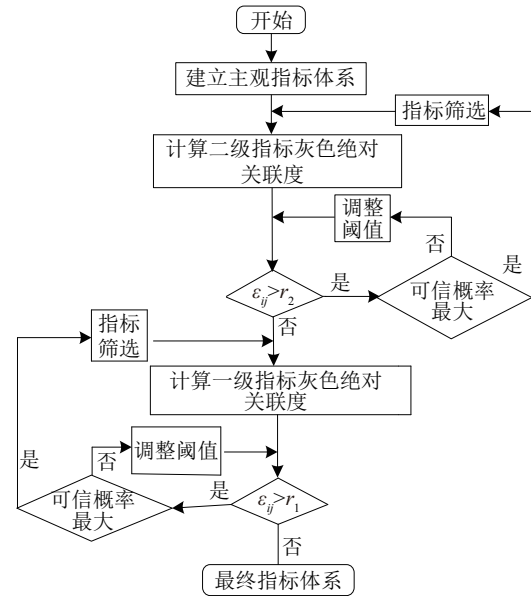 开始
建立主观指标体系
指标筛选
计算二级指标灰色绝对
关联度
调整
阈值
否
是
εij>r2
是
可信概率
最大
否
指标
筛选
计算一级指标灰色绝对
关联度
否
调整阈值
是
可信概率
最大
是
εij>r1
否
最终指标体系